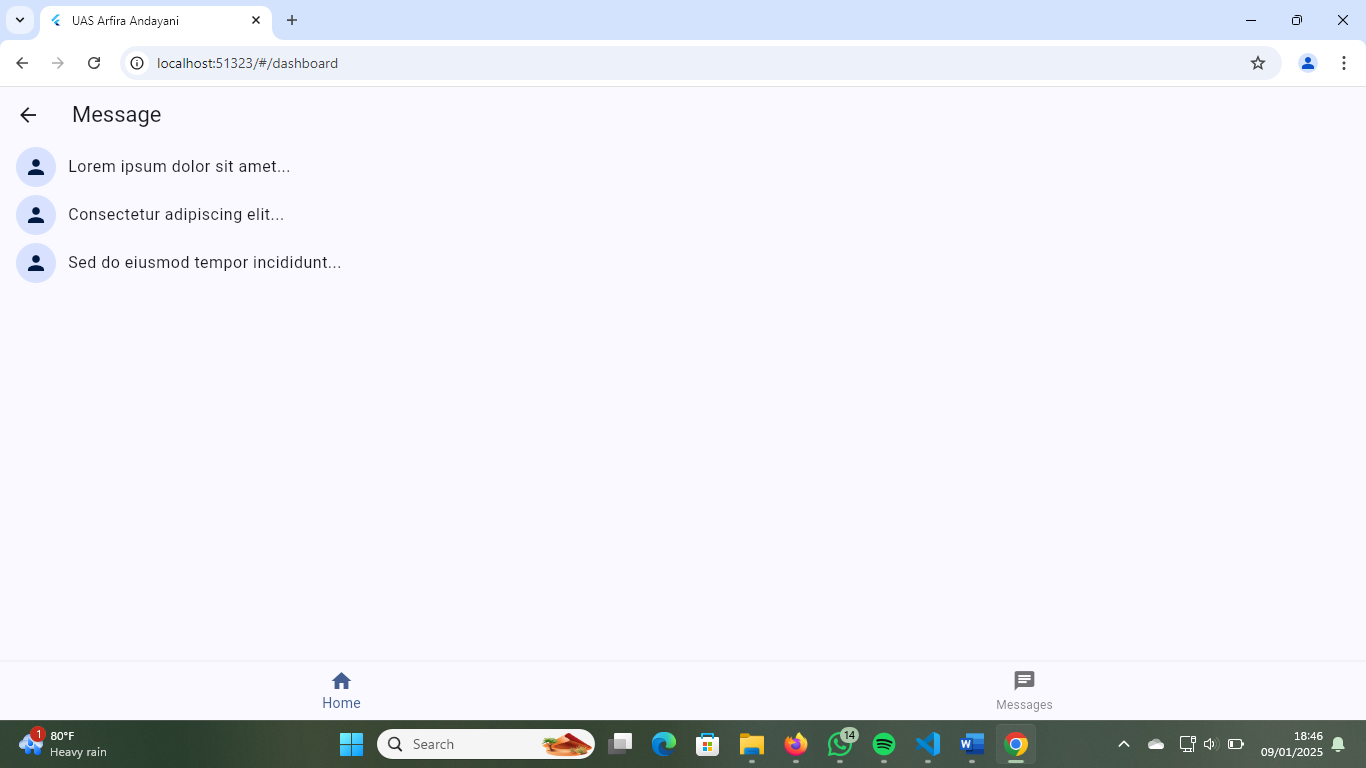 UAS Arfira Andayani
localhost:51323/#/dashboard
Message
Lorem ipsum dolor sit amet...
Consectetur adipiscing elit...
Sed do eiusmod tempor incididunt...
Home
Messages
1
80°F
Heavy rain
Search
14
18:46
09/01/2025